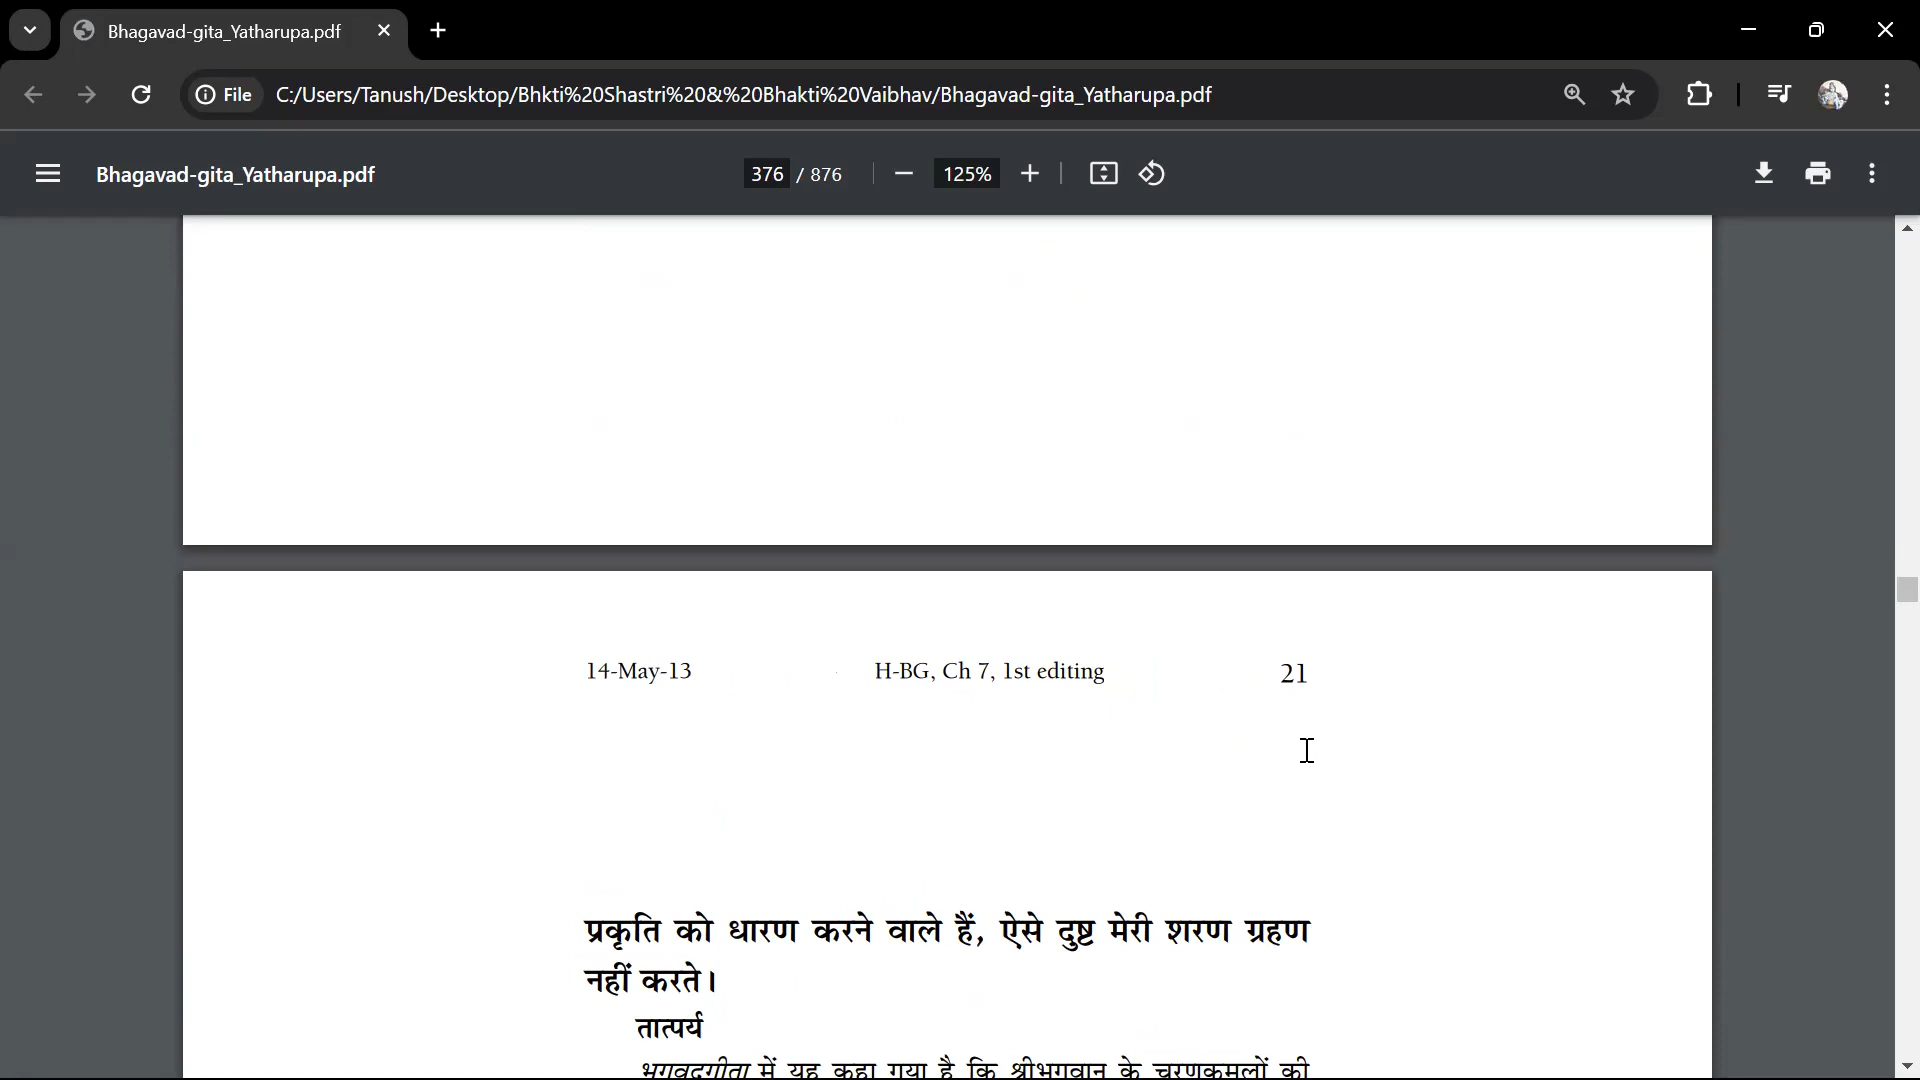 Bhagavad-gita_Yatharupa.pdf
File C:/Users/Tanush/Desktop/Bhkti%20Shastri%20&%20Bhakti%20Vaibhav/Bhagavad-gita_Yatharupa.pdf
Bhagavad-gita_Yatharupa.pdf 376 / 876 125%
14-May-13 H-BG, Ch 7, 1st editing 21
प्रकृति को धारण करने वाले हैं, ऐसे दुष्ट मेरी शरण ग्रहण
नहीं करते।
तात्पर्य
भगवद्गीता में यह कहा गया है कि श्रीभगवान के चरणकमलों की